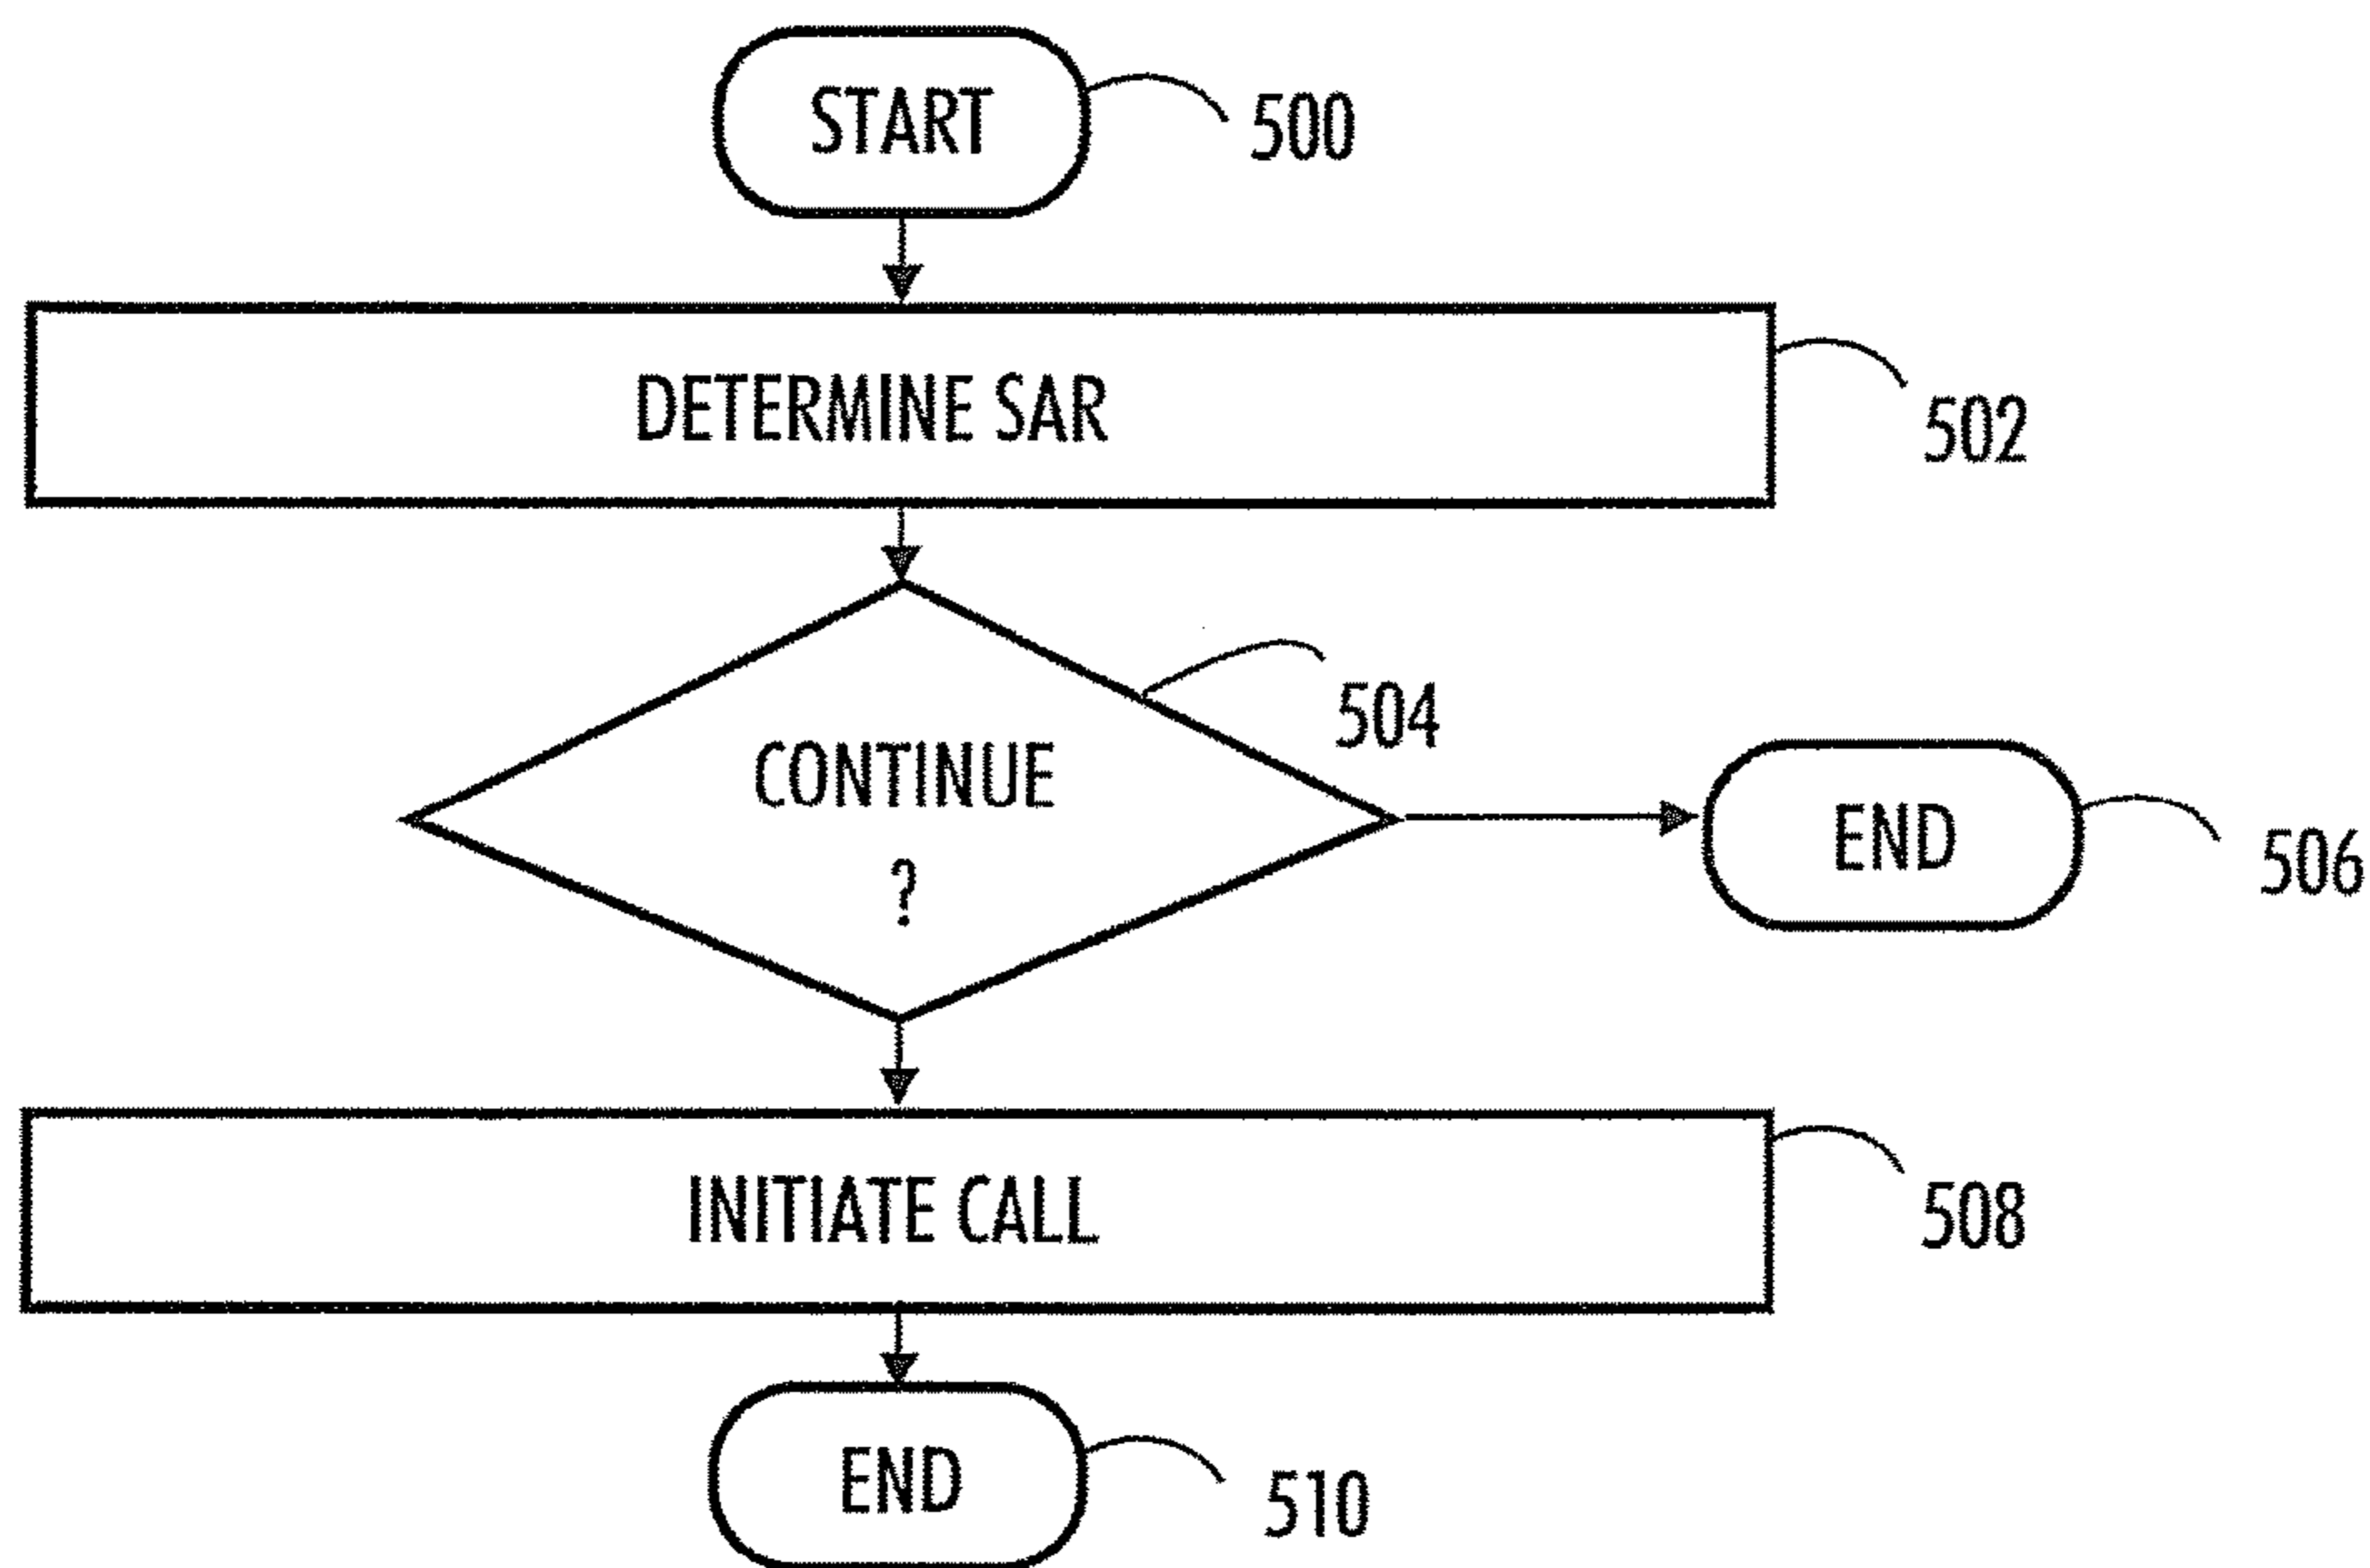 START
500
DETERMINE SAR
502
504
CONTINUE
?
END
506
INITIATE CALL
508
END
510